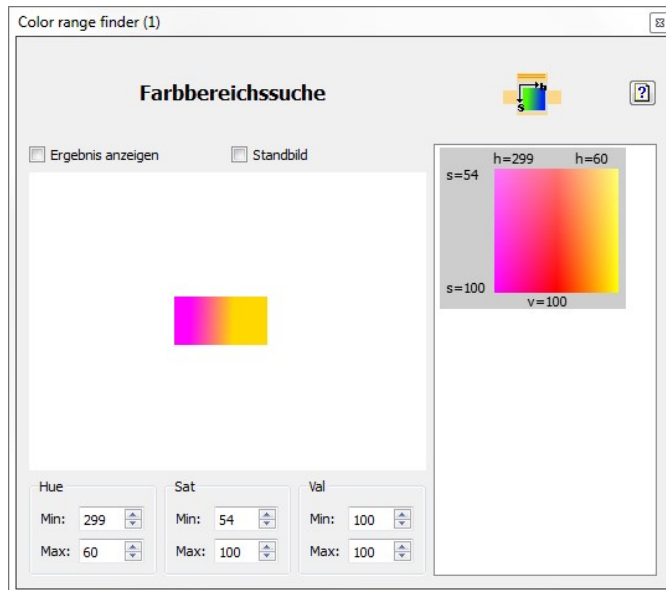 Color range finder (1)
Farbbereichssuche
Ergebnis anzeigen
Standbild
h=299 h=60
s=54
s=100
v=100
Hue
Min: 299
Max: 60
Sat
Min: 54
Max: 100
Val
Min: 100
Max: 100